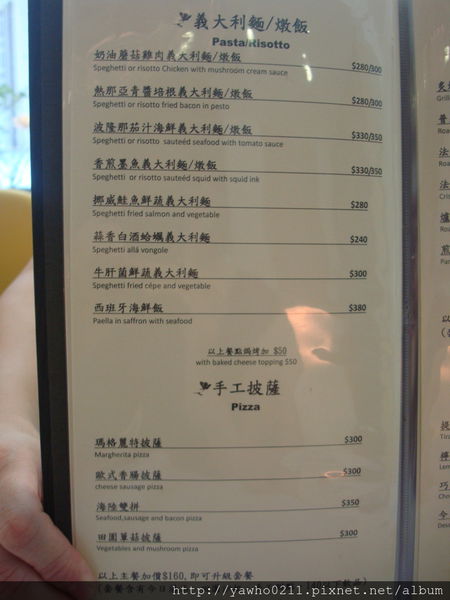 義大利麵/燉飯
Pasta/Risotto
奶油蘑菇雞肉義大利麵/燉飯 $280/300
Speghetti or risotto Chicken with mushroom cream sauce
熱那亞青醬培根義大利麵/燉飯 $280/300
Speghetti or risotto fried bacon in pesto
波隆那茄汁海鮮義大利麵/燉飯 $330/350
Speghetti or risotto sauteéd seafood with tomato sauce
香煎墨魚義大利麵/燉飯 $330/350
Speghetti or risotto sauteéd squid with squid ink
挪威鮭魚鮮蔬義大利麵 $280
Speghetti fried salmon and vegetable
蒜香白酒蛤蠣義大利麵 $240
Speghetti allá vongole
牛肝菌鮮蔬義大利麵 $300
Speghetti fried cépe and vegetable
西班牙海鮮飯 $380
Paella in saffron with seafood
以上餐點焗烤加 $50
with baked cheese topping $50
手工披薩
Pizza
瑪格麗特披薩 $300
Margherita pizza
歐式香腸披薩 $300
cheese sausage pizza
海陸雙拼 $350
Seafood,sausage and bacon pizza
田園蕈菇披薩 $300
Vegetables and mushroom pizza
以上主餐加價$160,即可升級套餐
(套餐含有今日
http://yawho0211.pixnet.net/album